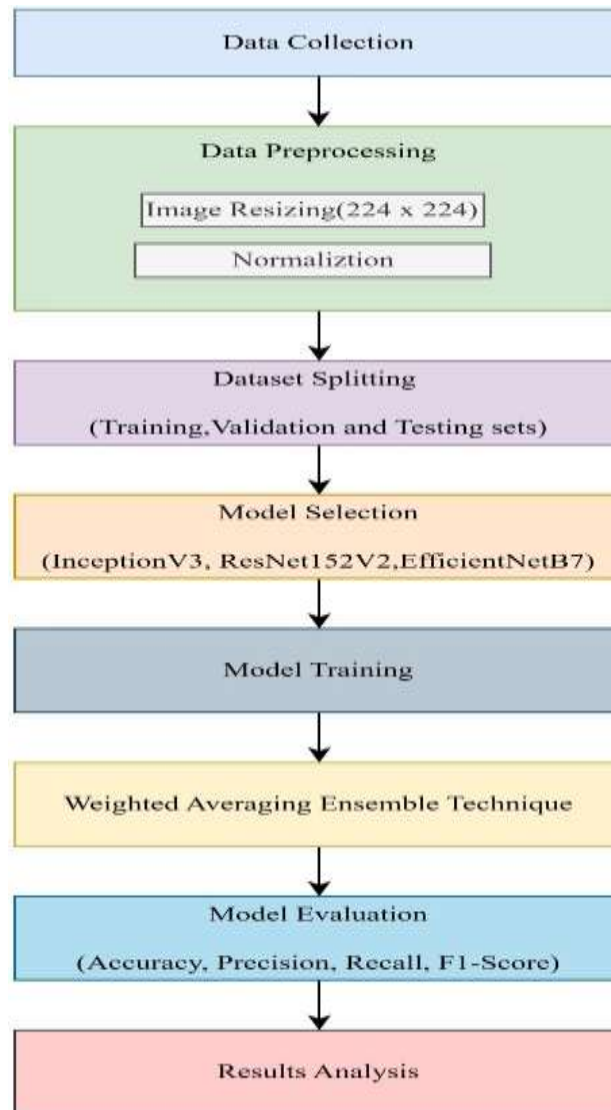 Data Collection
Data Preprocessing
Image Resizing(224 x 224)
Normaliztion
Dataset Splitting
(Training,Validation and Testing sets)
Model Selection
(InceptionV3, ResNet152V2,EfficientNetB7)
Model Training
Weighted Averaging Ensemble Technique
Model Evaluation
(Accuracy, Precision, Recall, F1-Score)
Results Analysis